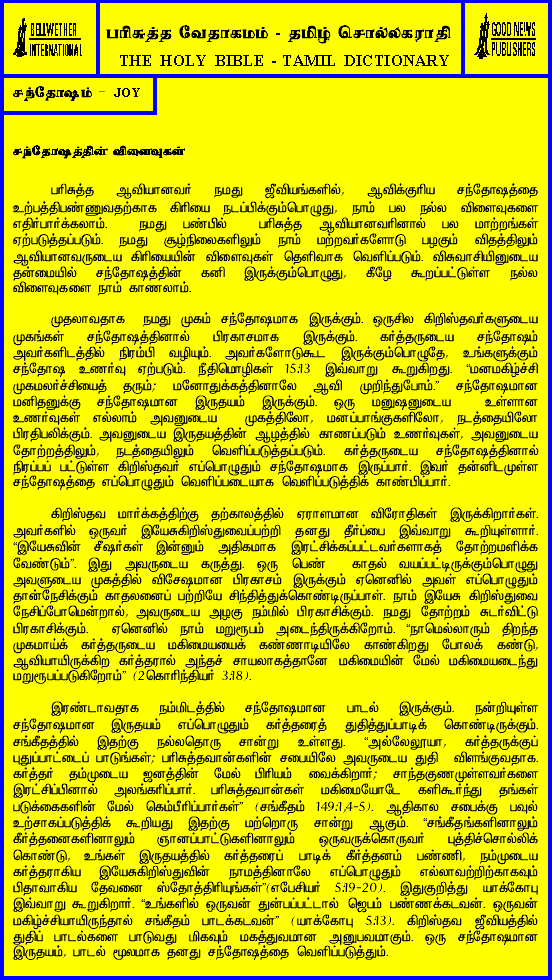 BELLWETHER
INTERNATIONAL
பரிசுத்த வேதாகமம் - தமிழ் சொல்லகராதி
THE HOLY BIBLE - TAMIL DICTIONARY
GOOD NEWS
PUBLISHERS
சந்தோஷம் - JOY
சந்தோஷத்தின் விளைவுகள்
பரிசுத்த ஆவியானவர் நமது ஜீவியங்களில், ஆவிக்குரிய சந்தோஷத்தை
உற்பத்திபண்ணுவதற்காக கிரியை நடப்பிக்கும்பொழுது, நாம் பல நல்ல விளைவுகளை
எதிர்பார்க்கலாம். நமது பண்பில் பரிசுத்த ஆவியானவரினால் பல மாற்றங்கள்
ஏற்படுத்தப்படும். நமது சூழ்நிலைகளிலும் நாம் மற்றவர்களோடு பழகும் விதத்திலும்
ஆவியானவருடைய கிரியையின் விளைவுகள் தெளிவாக வெளிப்படும். விசுவாசியினுடைய
தன்மையில் சந்தோஷத்தின் கனி இருக்கும்பொழுது, கீழே கூறப்பட்டுள்ள நல்ல
விளைவுகளை நாம் காணலாம்.
முதலாவதாக நமது முகம் சந்தோஷமாக இருக்கும். ஒருசில கிறிஸ்தவர்களுடைய
முகங்கள் சந்தோஷத்தினால் பிரகாசமாக இருக்கும். கர்த்தருடைய சந்தோஷம்
அவர்களிடத்தில் நிரம்பி வழியும். அவர்களோடுகூட இருக்கும்பொழுதே, உங்களுக்கும்
சந்தோஷ உணர்வு ஏற்படும். நீதிமொழிகள் 15:13 இவ்வாறு கூறுகிறது. "மனமகிழ்ச்சி
முகமலர்ச்சியைத் தரும்; மனோதுக்கத்தினாலே ஆவி முறிந்துபோம்." சந்தோஷமான
மனிதனுக்கு சந்தோஷமான இருதயம் இருக்கும். ஒரு மனுஷனுடைய உள்ளான
உணர்வுகள் எல்லாம் அவனுடைய முகத்திலோ, மனப்பாங்குகளிலோ, நடத்தையிலோ
பிரதிபலிக்கும். அவனுடைய இருதயத்தின் ஆழத்தில் காணப்படும் உணர்வுகள், அவனுடைய
தோற்றத்திலும், நடத்தையிலும் வெளிப்படுத்தப்படும். கர்த்தருடைய சந்தோஷத்தினால்
நிரப்பப் பட்டுள்ள கிறிஸ்தவர் எப்பொழுதும் சந்தோஷமாக இருப்பார். இவர் தன்னிடமுள்ள
சந்தோஷத்தை எப்பொழுதும் வெளிப்படையாக வெளிப்படுத்திக் காண்பிப்பார்.
கிறிஸ்தவ மார்க்கத்திற்கு தற்காலத்தில் ஏராளமான விரோதிகள் இருக்கிறார்கள்.
அவர்களில் ஒருவர் இயேசுகிறிஸ்துவைப்பற்றி தனது தீர்ப்பை இவ்வாறு கூறியுள்ளார்.
"இயேசுவின் சீஷர்கள் இன்னும் அதிகமாக இரட்சிக்கப்பட்டவர்களாகத் தோற்றமளிக்க
வேண்டும்". இது அவருடைய கருத்து. ஒரு பெண் காதல் வயப்பட்டிருக்கும்பொழுது
அவளுடைய முகத்தில் விசேஷமான பிரகாசம் இருக்கும் ஏனெனில் அவள் எப்பொழுதும்
தான்நேசிக்கும் காதலனைப் பற்றியே சிந்தித்துக்கொண்டிருப்பாள். நாம் இயேசு கிறிஸ்துவை
நேசிப்போமென்றால், அவருடைய அழகு நம்மில் பிரகாசிக்கும். நமது தோற்றம் சுடர்விட்டு
பிரகாசிக்கும். ஏனெனில் நாம் மறுரூபம் அடைந்திருக்கிறோம். "நாமெல்லாரும் திறந்த
முகமாய்க் கர்த்தருடைய மகிமையையைக் கண்ணாடியிலே காண்கிறது போலக் கண்டு,
ஆவியாயிருக்கிற கர்த்தரால் அந்தச் சாயலாகத்தானே மகிமையின் மேல் மகிமையடைந்து
மறுரூபப்படுகிறோம்" (2கொரிந்தியர் 3:18).
இரண்டாவதாக நம்மிடத்தில் சந்தோஷமான பாடல் இருக்கும். நன்றியுள்ள
சந்தோஷமான இருதயம் எப்பொழுதும் கர்த்தரைத் துதித்துப்பாடிக் கொண்டிருக்கும்.
சங்கீதத்தில் இதற்கு நல்லதொரு சான்று உள்ளது. "அல்லேலூயா, கர்த்தருக்குப்
புதுப்பாட்டைப் பாடுங்கள்; பரிசுத்தவான்களின் சபையிலே அவருடைய துதி விளங்குவதாக.
கர்த்தர் தம்முடைய ஜனத்தின் மேல் பிரியம் வைக்கிறார்; சாந்தகுணமுள்ளவர்களை
இரட்சிப்பினால் அலங்கரிப்பார். பரிசுத்தவான்கள் மகிமையோடே களிகூர்ந்து தங்கள்
படுக்கைகளின் மேல் கெம்பீரிப்பார்கள்" (சங்கீதம் 149:1,4-5). ஆதிகால சபைக்கு பவுல்
உற்சாகப்படுத்திக் கூறியது இதற்கு மற்றொரு சான்று ஆகும். "சங்கீதங்களினாலும்
கீர்த்தனைகளினாலும் ஞானப்பாட்டுகளினாலும் ஒருவருக்கொருவர் புத்திச்சொல்லிக்
கொண்டு, உங்கள் இருதயத்தில் கர்த்தரைப் பாடிக் கீர்த்தனம் பண்ணி, நம்முடைய
கர்த்தராகிய இயேசுகிறிஸ்துவின் நாமத்தினாலே எப்பொழுதும் எல்லாவற்றிற்காகவும்
பிதாவாகிய தேவனை ஸ்தோத்திரியுங்கள்"(எபேசியர் 5:19-20). இதுகுறித்து யாக்கோபு
இவ்வாறு கூறுகிறார். "உங்களில் ஒருவன் துன்பப்பட்டால் ஜெபம் பண்ணக்கடவன். ஒருவன்
மகிழ்ச்சியாயிருந்தால் சங்கீதம் பாடக்கடவன்" (யாக்கோபு 5:13). கிறிஸ்தவ ஜீவியத்தில்
துதிப் பாடல்களை பாடுவது மிகவும் மகத்துவமான அனுபவமாகும். ஒரு சந்தோஷமான
இருதயம், பாடல் மூலமாக தனது சந்தோஷத்தை வெளிப்படுத்தும்.